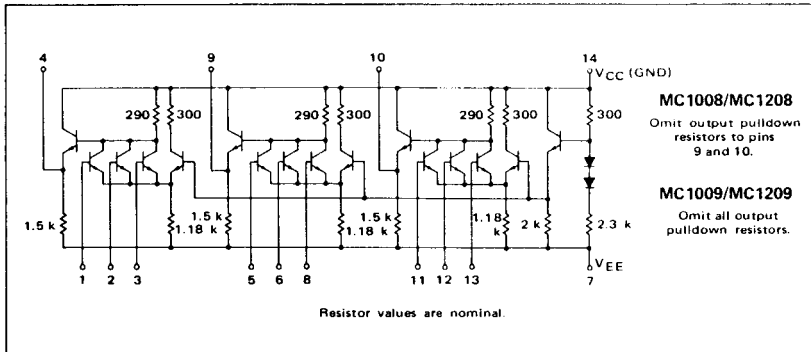 4 9 10 14
VCC (GND)
290 300 290 300 290 300 300
MC1008/MC1208
Omit output pulldown
resistors to pins
9 and 10.
MC1009/MC1209
Omit all output
pulldown resistors.
1.5 k 1.18 k 1.5 k 1.18 k 1.5 k 1.18 k 2 k 2.3 k
VEE
1 2 3 5 6 8 11 12 13 7
Resistor values are nominal.